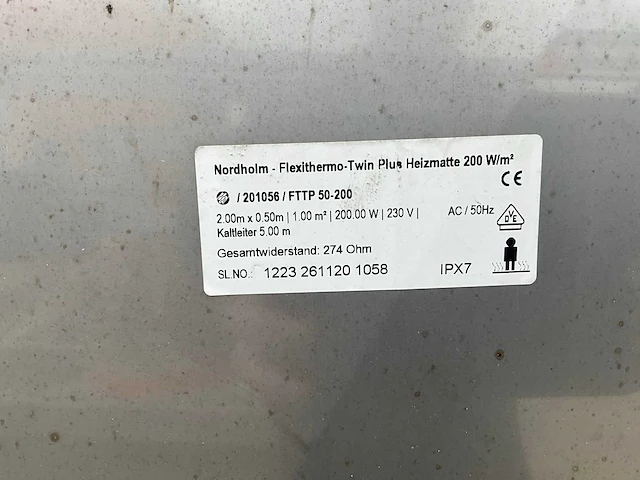 Nordholm - Flexithermo-Twin Plus Heizmatte 200 W/m²
CE
/ 201056 / FTTP 50-200
2.00m x 0.50m | 1.00 m² | 200.00 W | 230 V | AC / 50Hz
VDE
Kaltleiter 5.00 m
Gesamtwiderstand: 274 Ohm
SL.NO.: 1223 261120 1058 IPX7